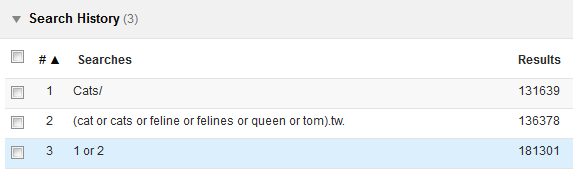 ▼ Search History (3)
# ▲ Searches Results
1 Cats/ 131639
2 (cat or cats or feline or felines or queen or tom).tw. 136378
3 1 or 2 181301